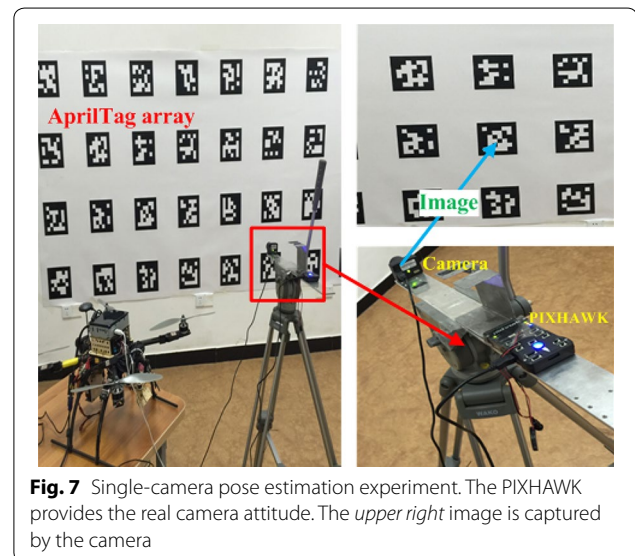 AprilTag array
Image
Camera
PIXHAWK
WAKO
Fig. 7 Single-camera pose estimation experiment. The PIXHAWK
provides the real camera attitude. The upper right image is captured
by the camera